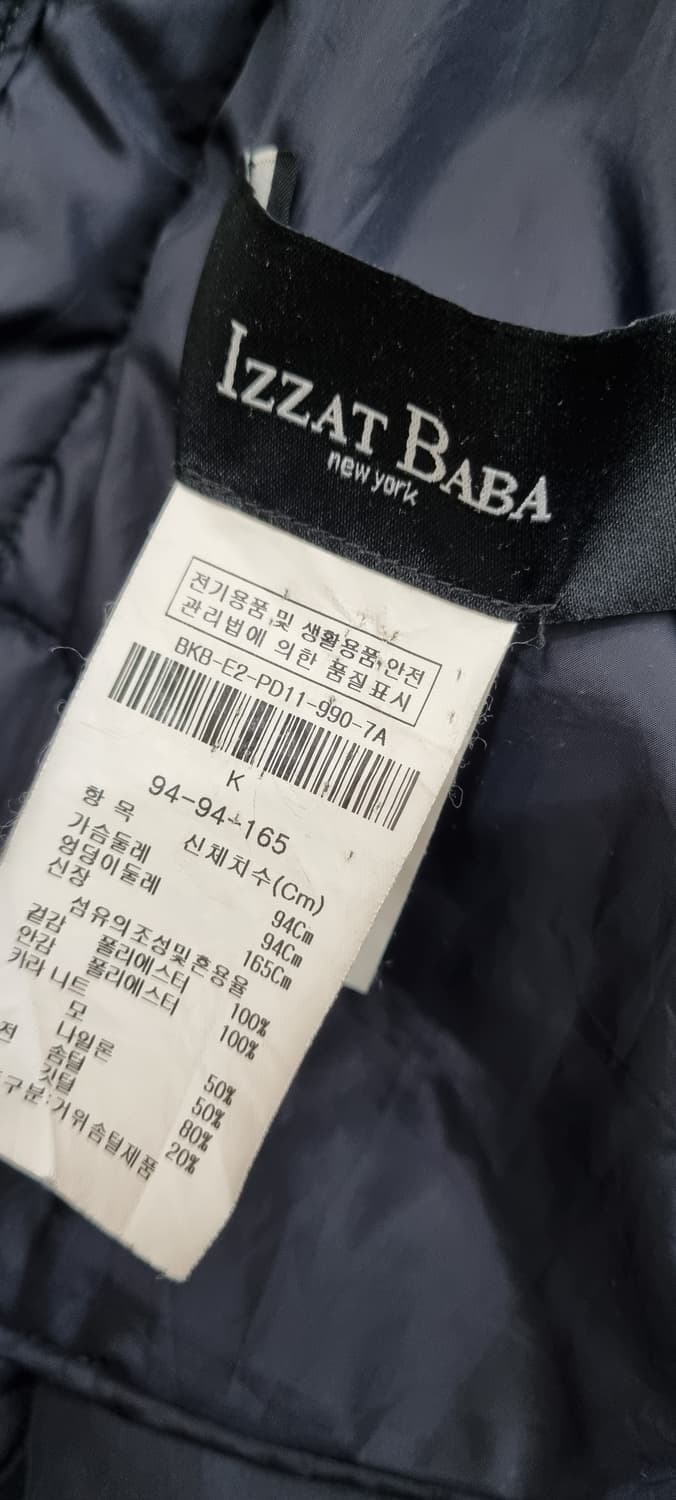 IZZAT BABA
new york
전기용품 및 생활용품 안전
관리법에 의한 품질표시
BKB-E2-PD11-990-7A
K
94-94-165
항 목 신체치수(Cm)
가슴둘레 94Cm
엉덩이둘레 94Cm
신장 165Cm
섬유의조성및혼용율
겉감 폴리에스터 100%
안감 폴리에스터 100%
카라 니트
모 50%
나일론 50%
전 솜털 80%
깃털 20%
구분:거위솜털제품